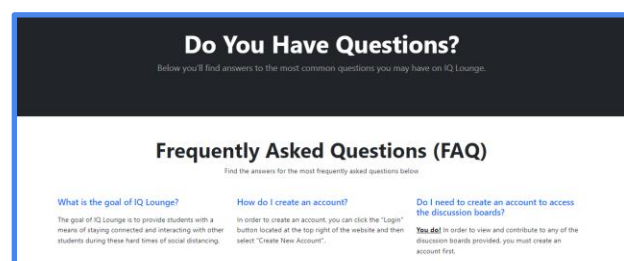 Do You Have Questions?
Below you'll find answers to the most common questions you may have on IQ Lounge.
Frequently Asked Questions (FAQ)
Find the answers for the most frequently asked questions below
What is the goal of IQ Lounge?
The goal of IQ Lounge is to provide students with a
means of staying connected and interacting with other
students during these hard times of social distancing.
How do I create an account?
In order to create an account, you can click the "Login"
button located at the top right of the website and then
select "Create New Account".
Do I need to create an account to access
the discussion boards?
You do! In order to view and contribute to any of the
disucssion boards provided, you must create an
account first.